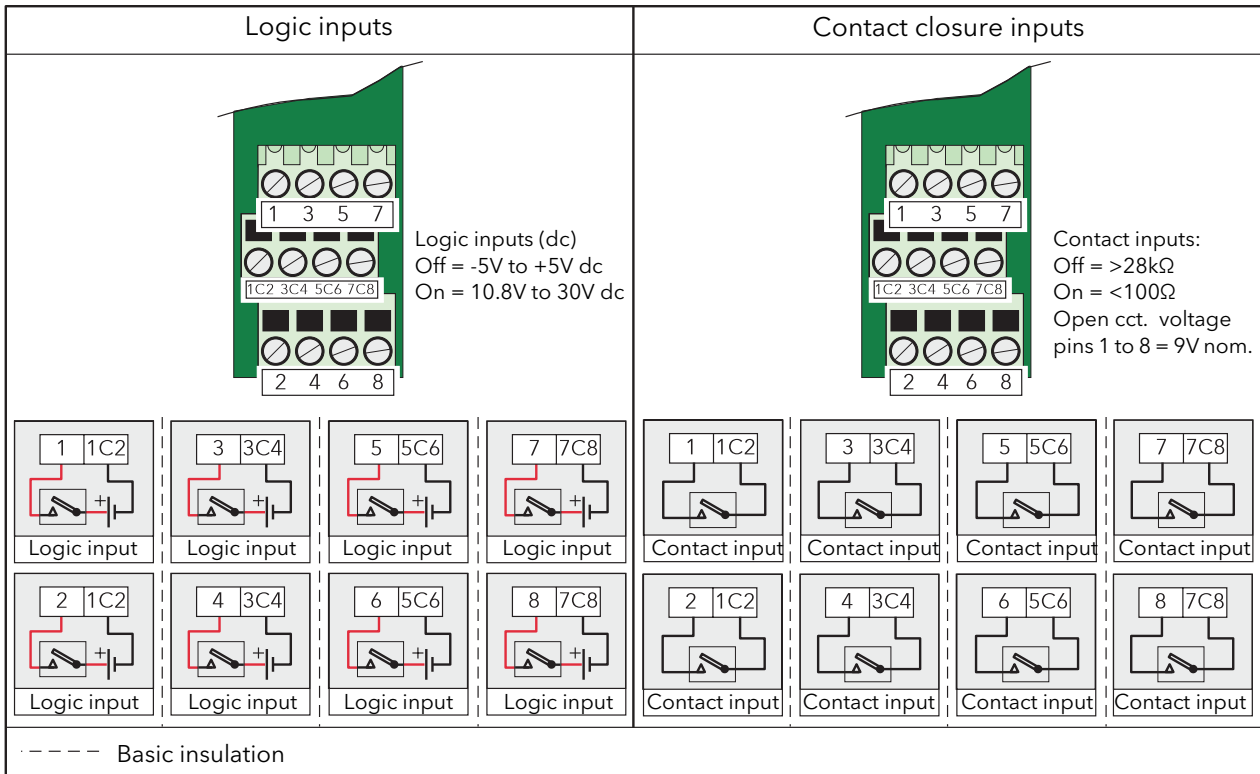 Logic inputs
1 3 5 7
1C2 3C4 5C6 7C8
2 4 6 8
Logic inputs (dc)
Off = -5V to +5V dc
On = 10.8V to 30V dc
1 1C2
+
Logic input
3 3C4
+
Logic input
5 5C6
+
Logic input
7 7C8
+
Logic input
2 1C2
+
Logic input
4 3C4
+
Logic input
6 5C6
+
Logic input
8 7C8
+
Logic input
Contact closure inputs
1 3 5 7
1C2 3C4 5C6 7C8
2 4 6 8
Contact inputs:
Off = >28kΩ
On = <100Ω
Open cct. voltage
pins 1 to 8 = 9V nom.
1 1C2
Contact input
3 3C4
Contact input
5 5C6
Contact input
7 7C8
Contact input
2 1C2
Contact input
4 3C4
Contact input
6 5C6
Contact input
8 7C8
Contact input
Basic insulation